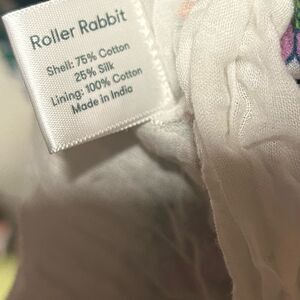 Roller Rabbit
Shell: 75% Cotton
25% Silk
Lining: 100% Cotton
Made in India